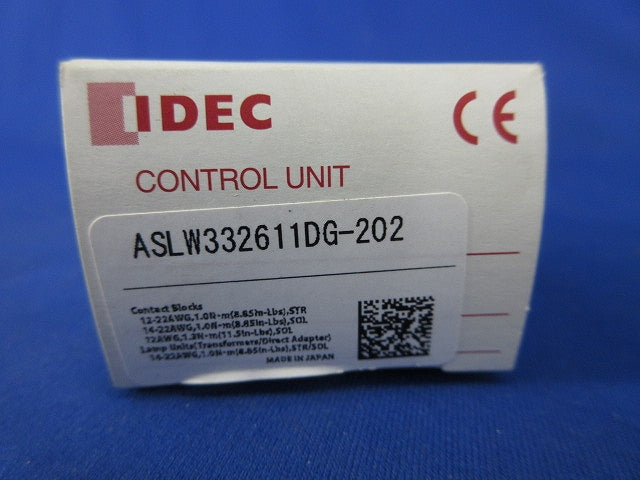 IDEC
CE
CONTROL UNIT
ASLW332611DG-202
Contact Blocks
12-22AWG,1.0N-m(8.85in-Lbs),STR
14-22AWG,1.0N-m(8.85in-Lbs),SOL
12AWG,1.3N-m(11.5in-Lbs),SOL
Lamp Units(Transformers/Direct Adapter)
14-22AWG,1.0N-m(8.85in-Lbs),STR/SOL
MADE IN JAPAN